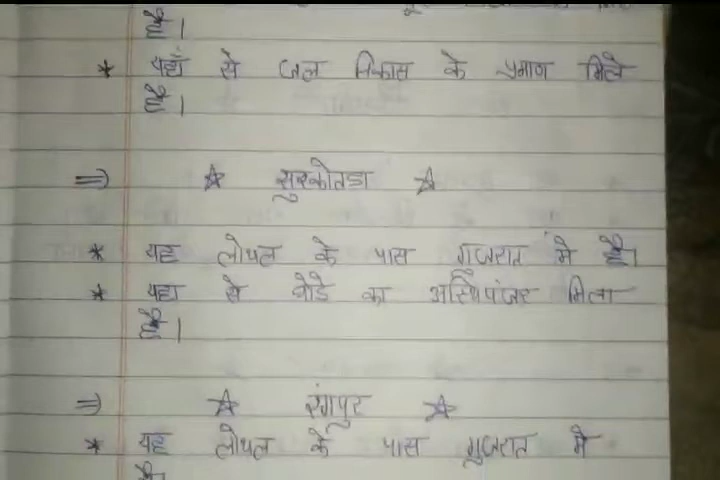 है।
* यहाँ से जल निकास के प्रमाण मिले
है।
⇒ ☆ सुरकोतडा ☆
* यह लोथल के पास गुजरात में है।
* यहा से घोडे का अस्थिपंजर मिला
है।
⇒ ☆ रंगपुर ☆
* यह लोथल के पास गुजरात मे